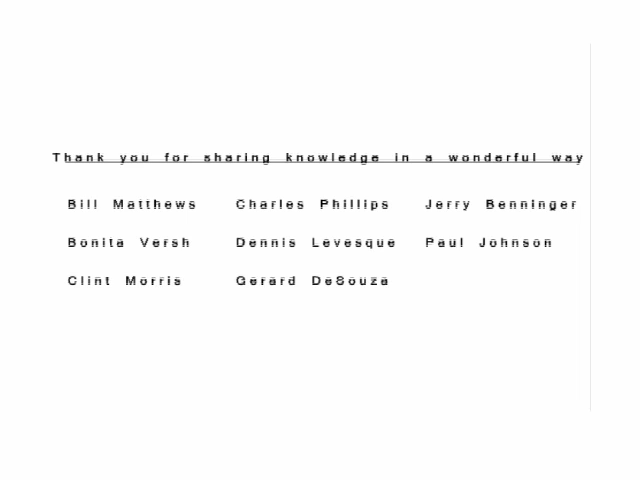 Thank you for sharing knowledge in a wonderful way
Bill Matthews Charles Phillips Jerry Benninger
Bonita Versh Dennis Levesque Paul Johnson
Clint Morris Gerard DeSouza